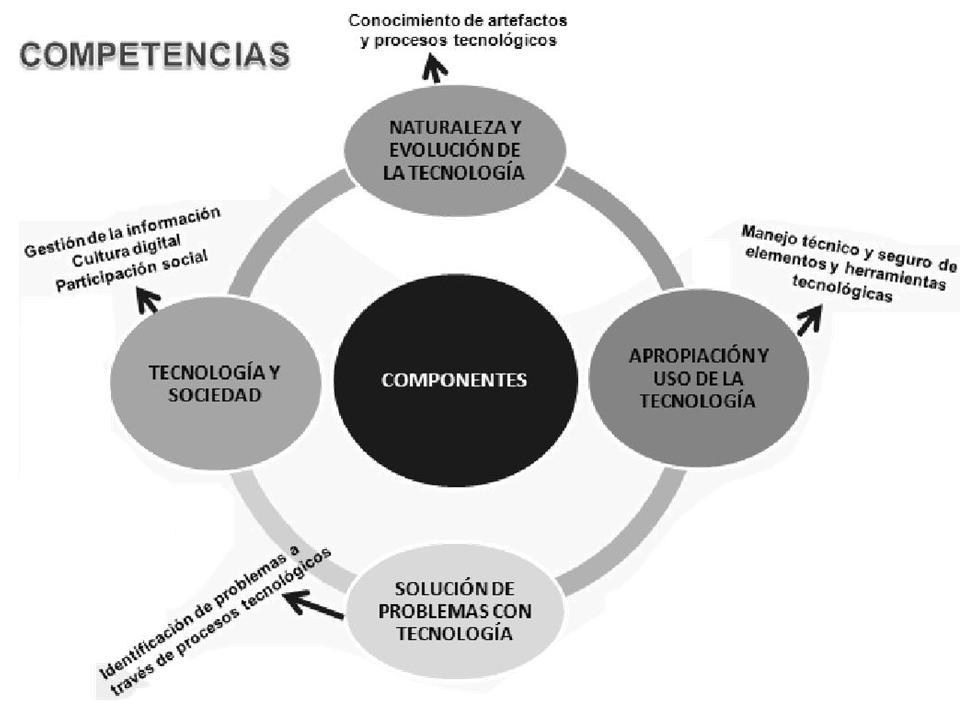 Conocimiento de artefactos
y procesos tecnológicos
COMPETENCIAS
NATURALEZA Y
EVOLUCIÓN DE
LA TECNOLOGÍA
Gestión de la información
Cultura digital
Participación social
Manejo técnico y seguro de
elementos y herramientas
tecnológicas
TECNOLOGÍA Y
SOCIEDAD
COMPONENTES
APROPIACIÓN Y
USO DE LA
TECNOLOGÍA
Identificación de problemas a
través de procesos tecnológicos
SOLUCIÓN DE
PROBLEMAS CON
TECNOLOGÍA